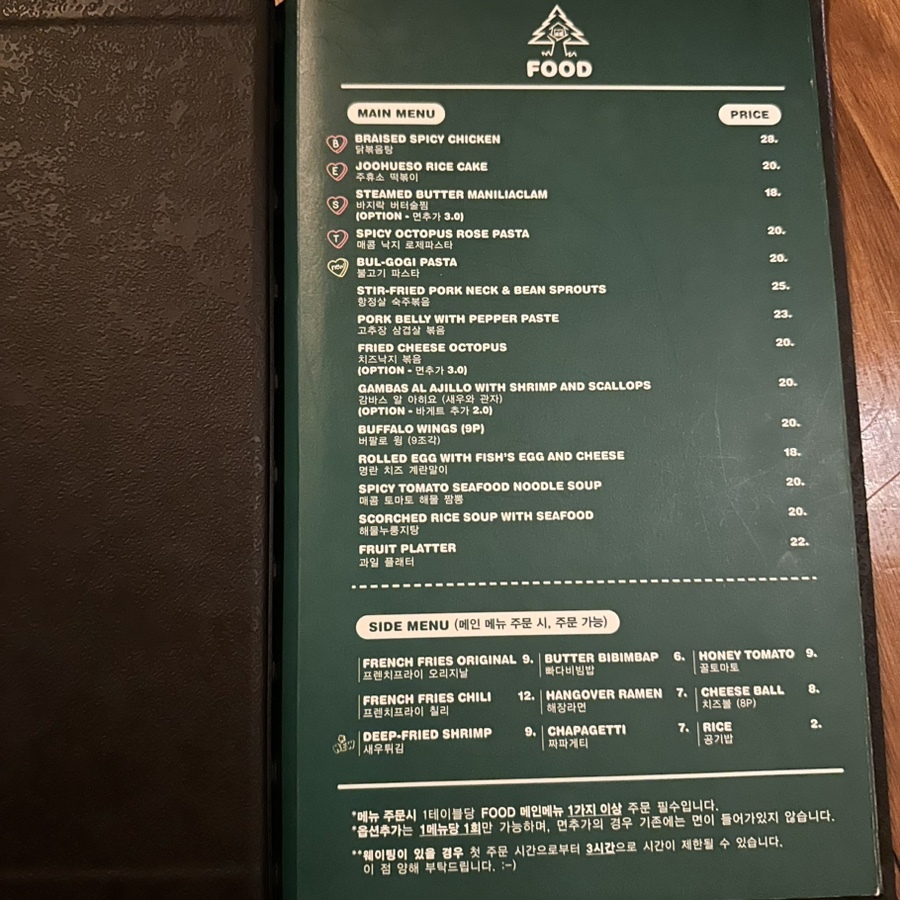 FOOD
MAIN MENU PRICE
B BRAISED SPICY CHICKEN 28.
닭볶음탕
E JOOHUESO RICE CAKE 20.
주휴소 떡볶이
S STEAMED BUTTER MANILIACLAM 18.
바지락 버터술찜
(OPTION - 면추가 3.0)
T SPICY OCTOPUS ROSE PASTA 20.
매콤 낙지 로제파스타
new BUL-GOGI PASTA 20.
불고기 파스타
STIR-FRIED PORK NECK & BEAN SPROUTS 25.
항정살 숙주볶음
PORK BELLY WITH PEPPER PASTE 23.
고추장 삼겹살 볶음
FRIED CHEESE OCTOPUS 20.
치즈낙지 볶음
(OPTION - 면추가 3.0)
GAMBAS AL AJILLO WITH SHRIMP AND SCALLOPS 20.
감바스 알 아히요 (새우와 관자)
(OPTION - 바게트 추가 2.0)
BUFFALO WINGS (9P) 20.
버팔로 윙 (9조각)
ROLLED EGG WITH FISH'S EGG AND CHEESE 18.
명란 치즈 계란말이
SPICY TOMATO SEAFOOD NOODLE SOUP 20.
매콤 토마토 해물 짬뽕
SCORCHED RICE SOUP WITH SEAFOOD 20.
해물누룽지탕
FRUIT PLATTER 22.
과일 플래터
SIDE MENU (메인 메뉴 주문 시, 주문 가능)
FRENCH FRIES ORIGINAL 9. BUTTER BIBIMBAP 6. HONEY TOMATO 9.
프렌치프라이 오리지날 빠다비빔밥 꿀토마토
FRENCH FRIES CHILI 12. HANGOVER RAMEN 7. CHEESE BALL 8.
프렌치프라이 칠리 해장라면 치즈볼 (8P)
NEW DEEP-FRIED SHRIMP 9. CHAPAGETTI 7. RICE 2.
새우튀김 짜파게티 공기밥
*메뉴 주문시 1테이블당 FOOD 메인메뉴 1가지 이상 주문 필수입니다.
*옵션추가는 1메뉴당 1회만 가능하며, 면추가의 경우 기존에는 면이 들어가있지 않습니다.
**웨이팅이 있을 경우 첫 주문 시간으로부터 3시간으로 시간이 제한될 수 있습니다.
이 점 양해 부탁드립니다. :-)